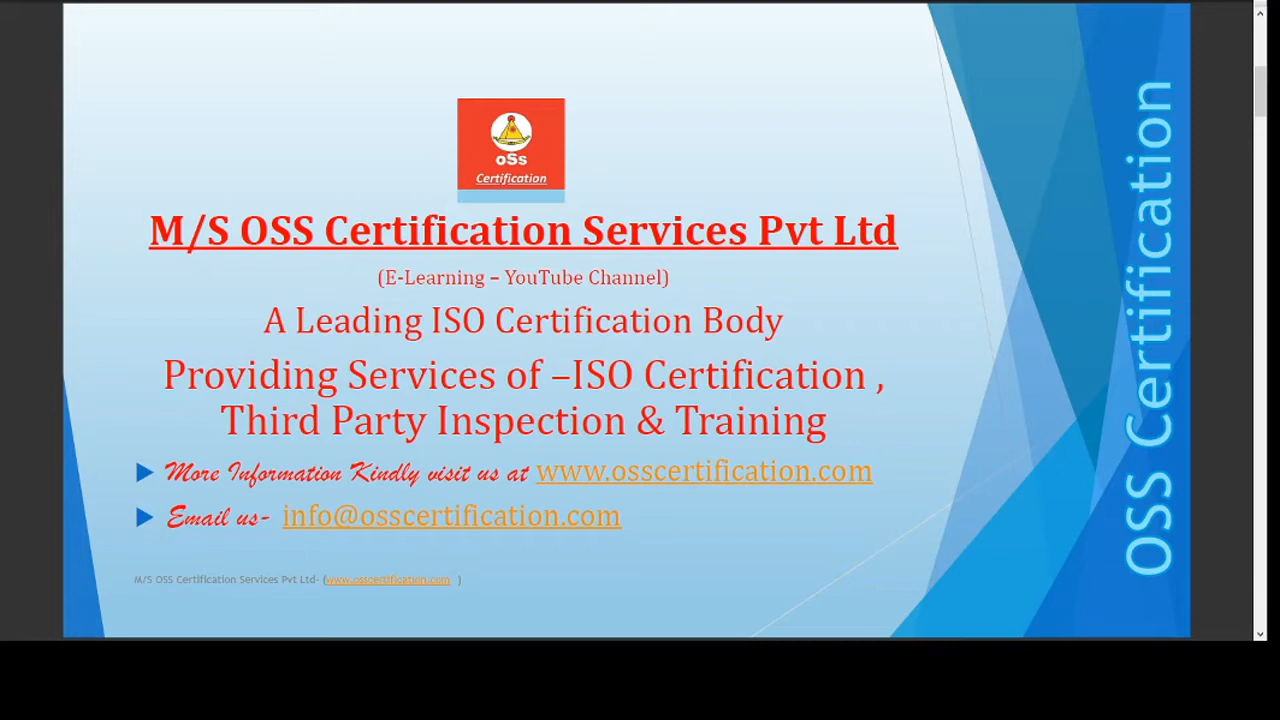 oSs
Certification
M/S OSS Certification Services Pvt Ltd
(E-Learning – YouTube Channel)
A Leading ISO Certification Body
Providing Services of –ISO Certification ,
Third Party Inspection & Training
More Information Kindly visit us at www.osscertification.com
Email us- info@osscertification.com
M/S OSS Certification Services Pvt Ltd- (www.osscertification.com )
OSS Certification